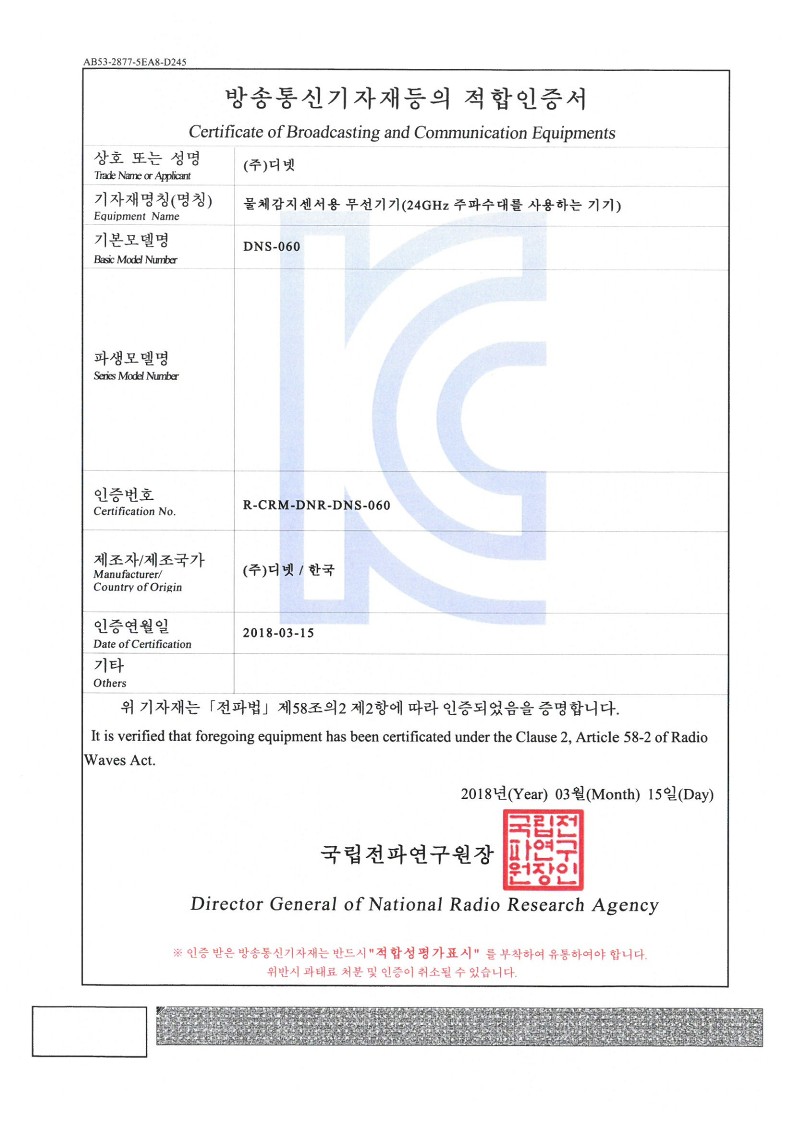 AB53-2877-5EA8-D245
방송통신기자재등의 적합인증서
Certificate of Broadcasting and Communication Equipments
상호 또는 성명
Trade Name or Applicant
(주)디넷
기자재명칭(명칭)
Equipment Name
물체감지센서용 무선기기(24GHz 주파수대를 사용하는 기기)
기본모델명
Basic Model Number
DNS-060
파생모델명
Series Model Number
인증번호
Certification No.
R-CRM-DNR-DNS-060
제조자/제조국가
Manufacturer/
Country of Origin
(주)디넷 / 한국
인증연월일
Date of Certification
2018-03-15
기타
Others
위 기자재는「전파법」제58조의2 제2항에 따라 인증되었음을 증명합니다.
It is verified that foregoing equipment has been certificated under the Clause 2, Article 58-2 of Radio
Waves Act.
2018년(Year) 03월(Month) 15일(Day)
국립전파연구원장
국립전
파연구
원장인
Director General of National Radio Research Agency
※ 인증 받은 방송통신기자재는 반드시 "적합성평가표시" 를 부착하여 유통하여야 합니다.
위반시 과태료 처분 및 인증이 취소될 수 있습니다.